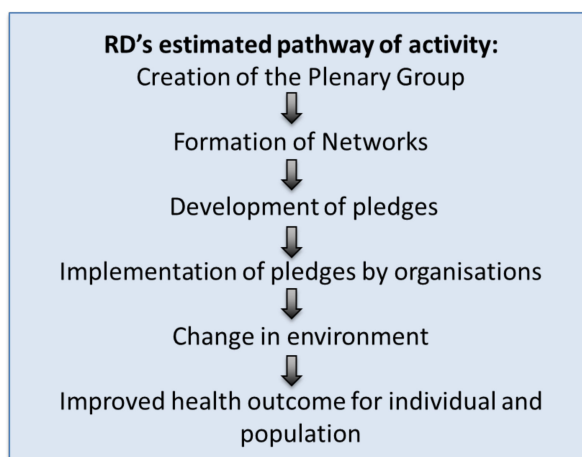 RD's estimated pathway of activity:
Creation of the Plenary Group
Formation of Networks
Development of pledges
Implementation of pledges by organisations
Change in environment
Improved health outcome for individual and
population